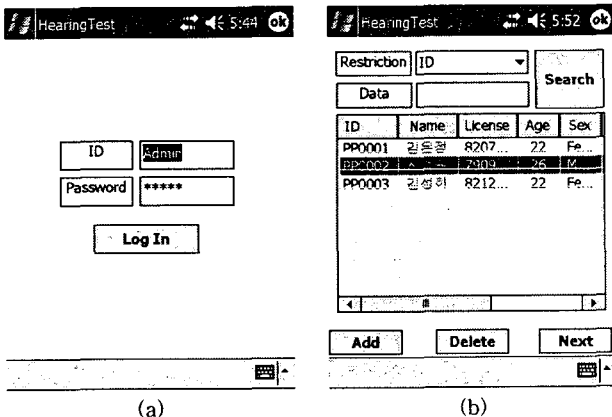 HearingTest 5:44 ok
ID Admin
Password *****
Log In
(a)
HearingTest 5:52 ok
Restriction ID
Search
Data
ID Name License Age Sex
PP0001 김은정 8207... 22 Fe...
PP0002 7909... 26 M...
PP0003 김성희 8212... 22 Fe...
Add Delete Next
(b)